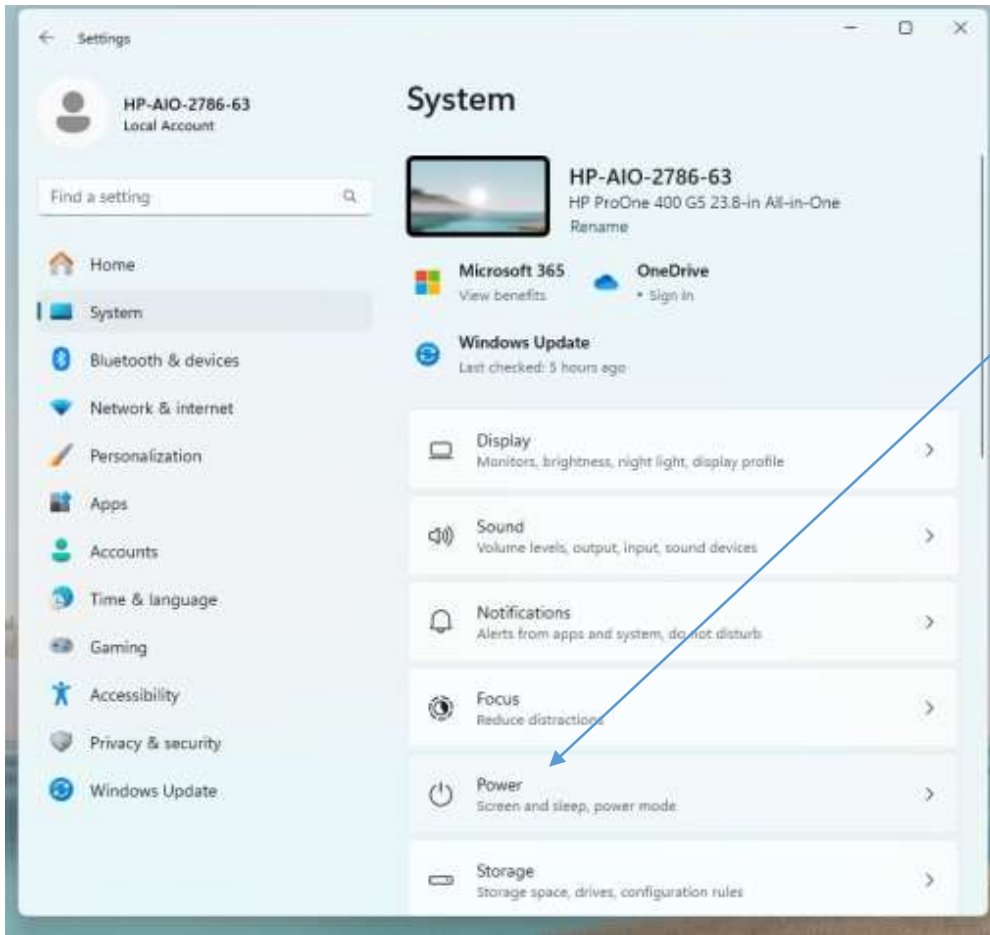 Settings
HP-AIO-2786-63
Local Account
Find a setting
Home
System
Bluetooth & devices
Network & internet
Personalization
Apps
Accounts
Time & language
Gaming
Accessibility
Privacy & security
Windows Update
System
HP-AIO-2786-63
HP ProOne 400 G5 23.8-in All-in-One
Rename
Microsoft 365
View benefits
OneDrive
• Sign in
Windows Update
Last checked: 5 hours ago
Display
Monitors, brightness, night light, display profile
Sound
Volume levels, output, input, sound devices
Notifications
Alerts from apps and system, do not disturb
Focus
Reduce distractions
Power
Screen and sleep, power mode
Storage
Storage space, drives, configuration rules